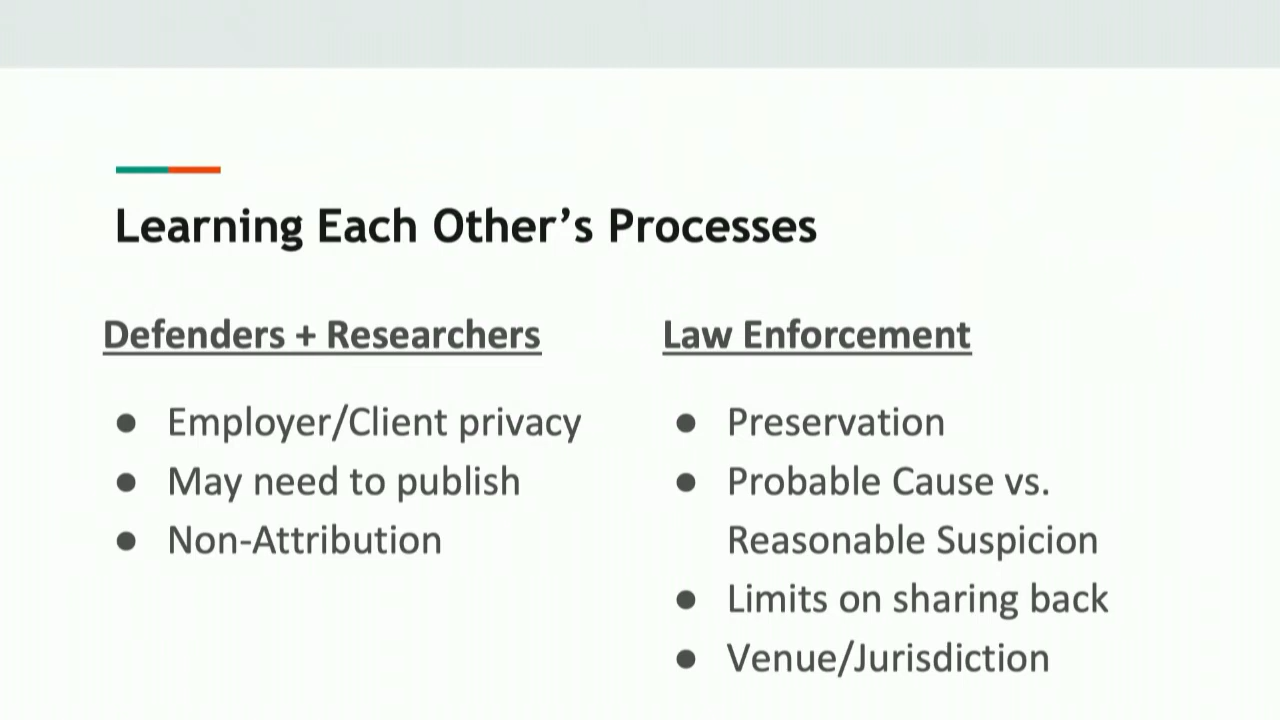 Learning Each Other’s Processes
Defenders + Researchers
● Employer/Client privacy
● May need to publish
● Non-Attribution
Law Enforcement
● Preservation
● Probable Cause vs.
Reasonable Suspicion
● Limits on sharing back
● Venue/Jurisdiction